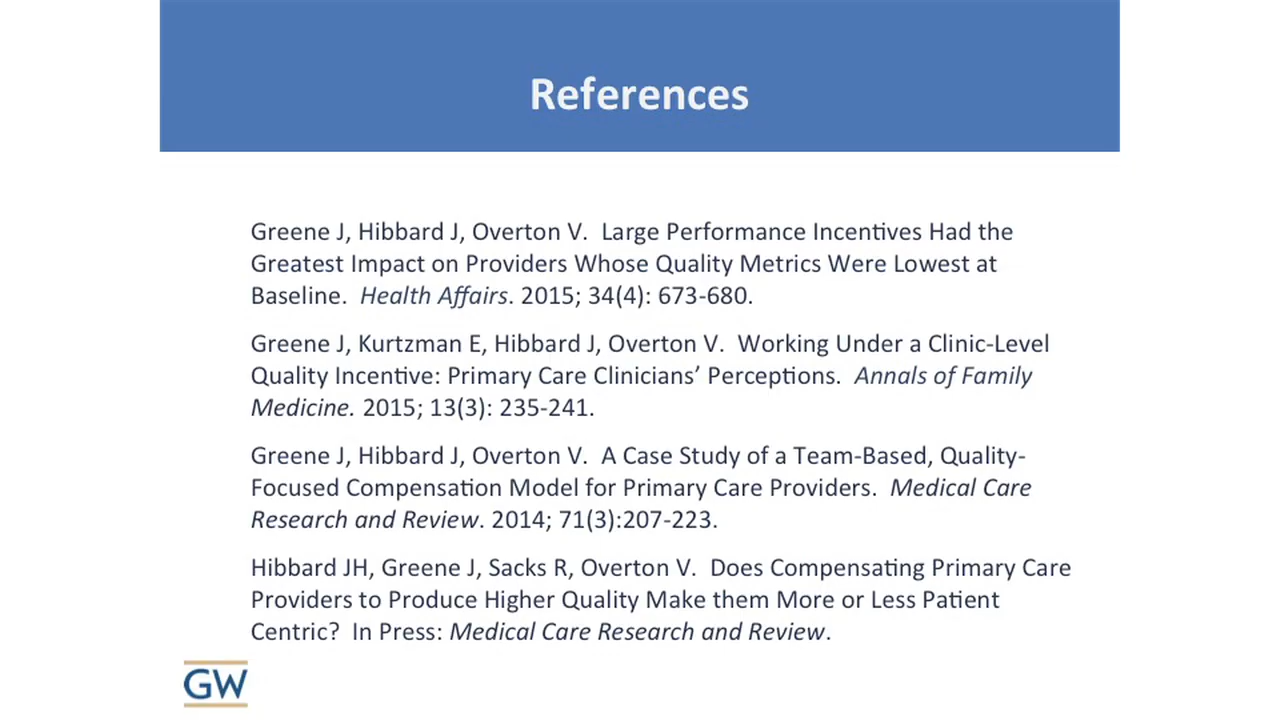 References
Greene J, Hibbard J, Overton V.  Large Performance Incentives Had the
Greatest Impact on Providers Whose Quality Metrics Were Lowest at
Baseline.  Health Affairs. 2015; 34(4): 673-680.
Greene J, Kurtzman E, Hibbard J, Overton V.  Working Under a Clinic-Level
Quality Incentive: Primary Care Clinicians’ Perceptions.  Annals of Family
Medicine. 2015; 13(3): 235-241.
Greene J, Hibbard J, Overton V.  A Case Study of a Team-Based, Quality-
Focused Compensation Model for Primary Care Providers.  Medical Care
Research and Review. 2014; 71(3):207-223.
Hibbard JH, Greene J, Sacks R, Overton V.  Does Compensating Primary Care
Providers to Produce Higher Quality Make them More or Less Patient
Centric?  In Press: Medical Care Research and Review.
GW